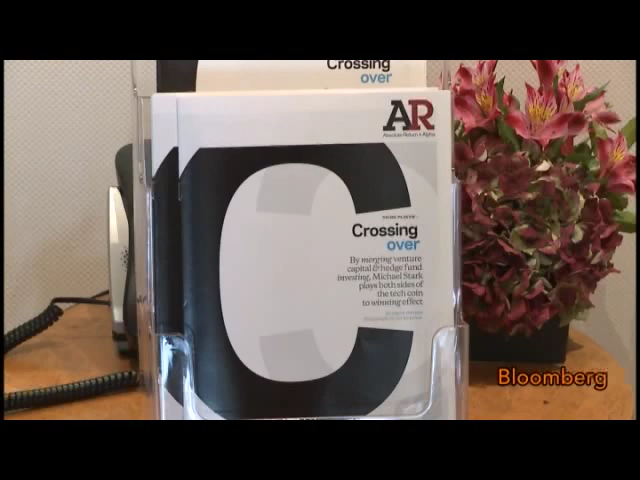 Crossing
over
AR
Absolute Return + Alpha
C
Crossing
over
By merging venture
capital & hedge fund
investing, Michael Stark
plays both sides of
the tech coin
to winning effect
Bloomberg